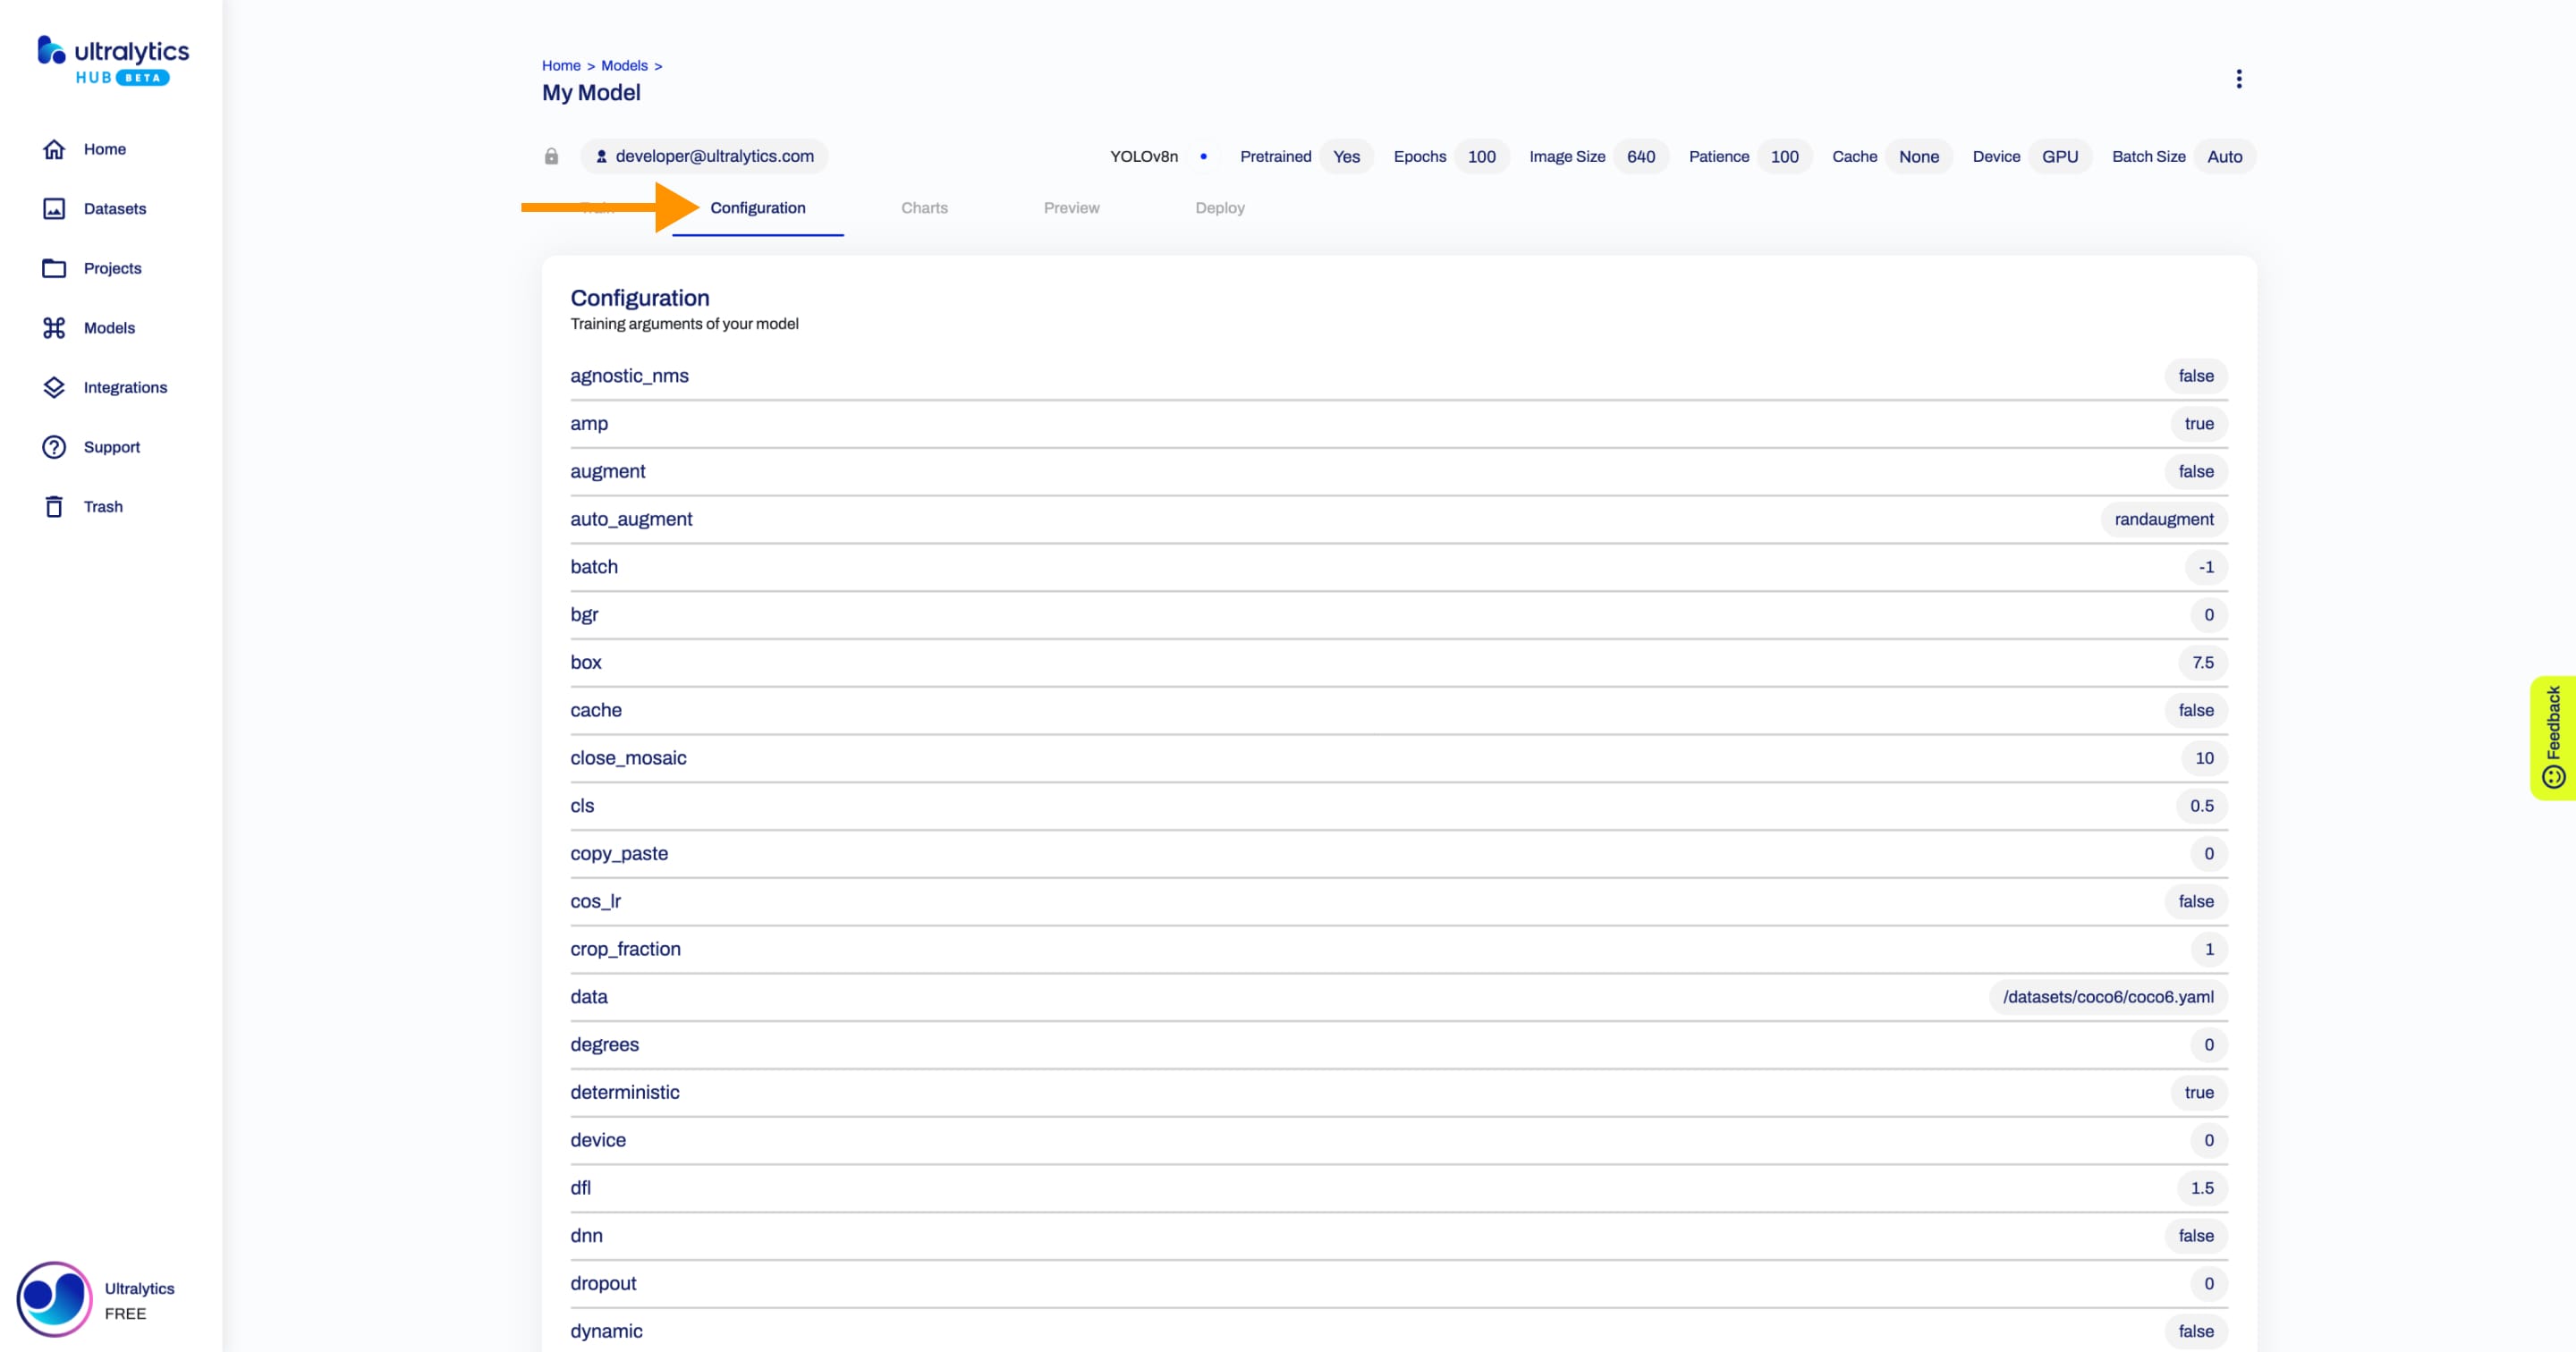 ultralytics
HUB BETA
Home
Datasets
Projects
Models
Integrations
Support
Trash
Ultralytics
FREE
Home > Models >
My Model
developer@ultralytics.com
YOLOv8n Pretrained Yes Epochs 100 Image Size 640 Patience 100 Cache None Device GPU Batch Size Auto
Configuration Charts Preview Deploy
Configuration
Training arguments of your model
agnostic_nms false
amp true
augment false
auto_augment randaugment
batch -1
bgr 0
box 7.5
cache false
close_mosaic 10
cls 0.5
copy_paste 0
cos_lr false
crop_fraction 1
data /datasets/coco6/coco6.yaml
degrees 0
deterministic true
device 0
dfl 1.5
dnn false
dropout 0
dynamic false
Feedback